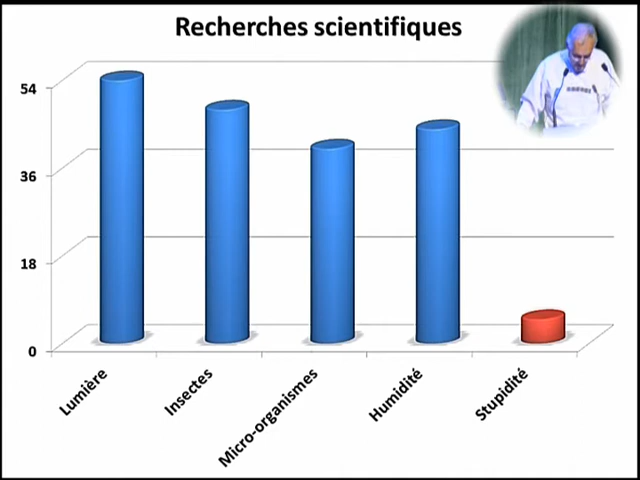 Recherches scientifiques
54
36
18
0
Lumière
Insectes
Micro-organismes
Humidité
Stupidité